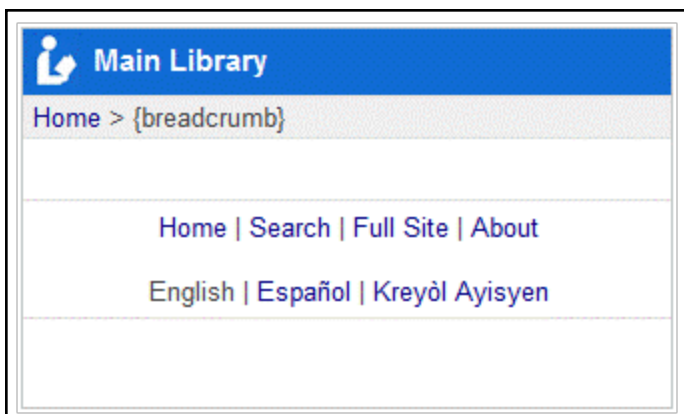 Main Library
Home > {breadcrumb}
Home | Search | Full Site | About
English | Español | Kreyòl Ayisyen